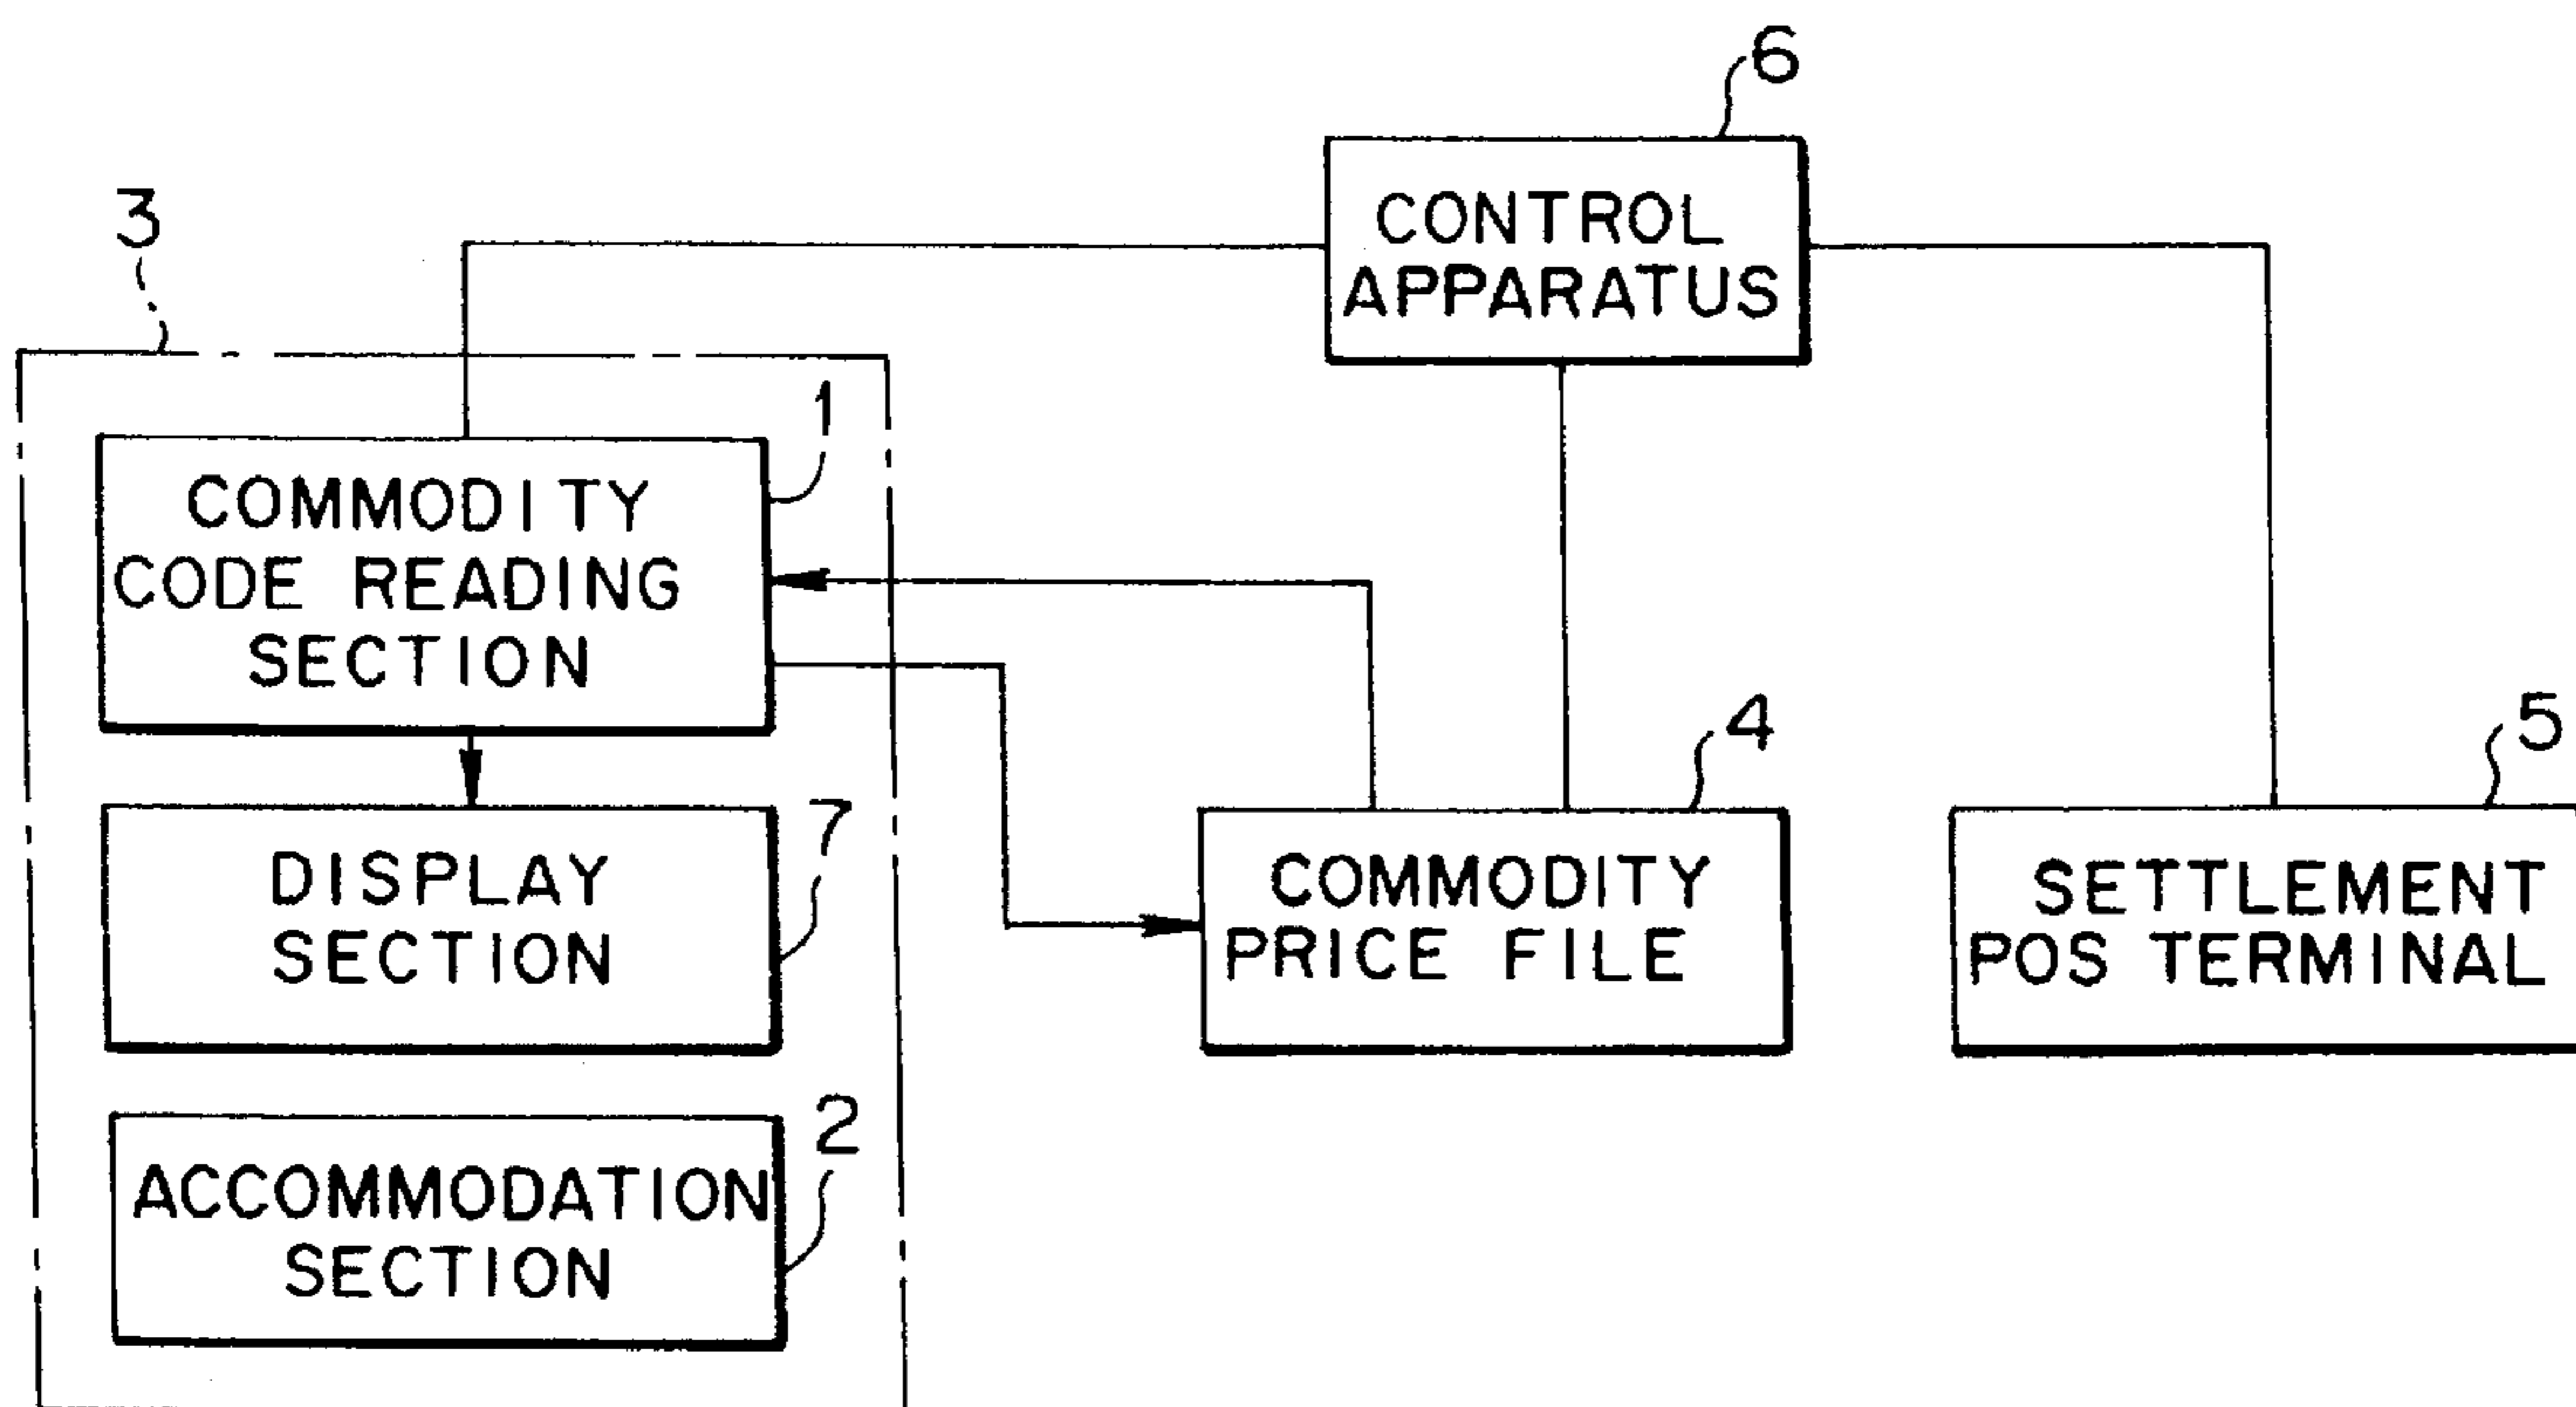 6
CONTROL
APPARATUS
3
1
COMMODITY
CODE READING
SECTION
4
5
7
DISPLAY
SECTION
COMMODITY
PRICE FILE
SETTLEMENT
POS TERMINAL
2
ACCOMMODATION
SECTION